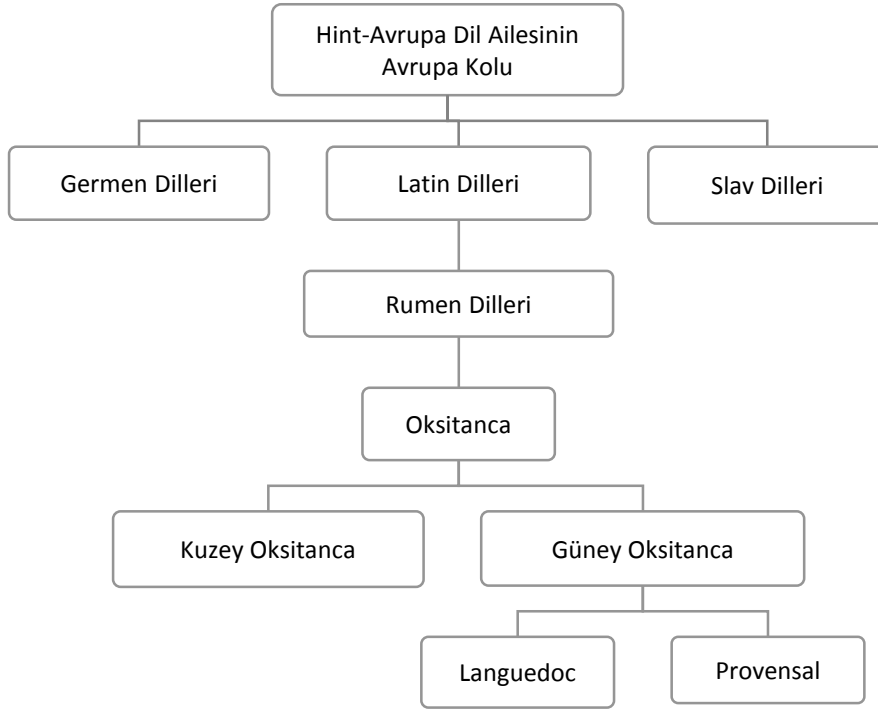 Hint-Avrupa Dil Ailesinin
Avrupa Kolu
Germen Dilleri
Latin Dilleri
Slav Dilleri
Rumen Dilleri
Oksitanca
Kuzey Oksitanca
Güney Oksitanca
Languedoc
Provensal